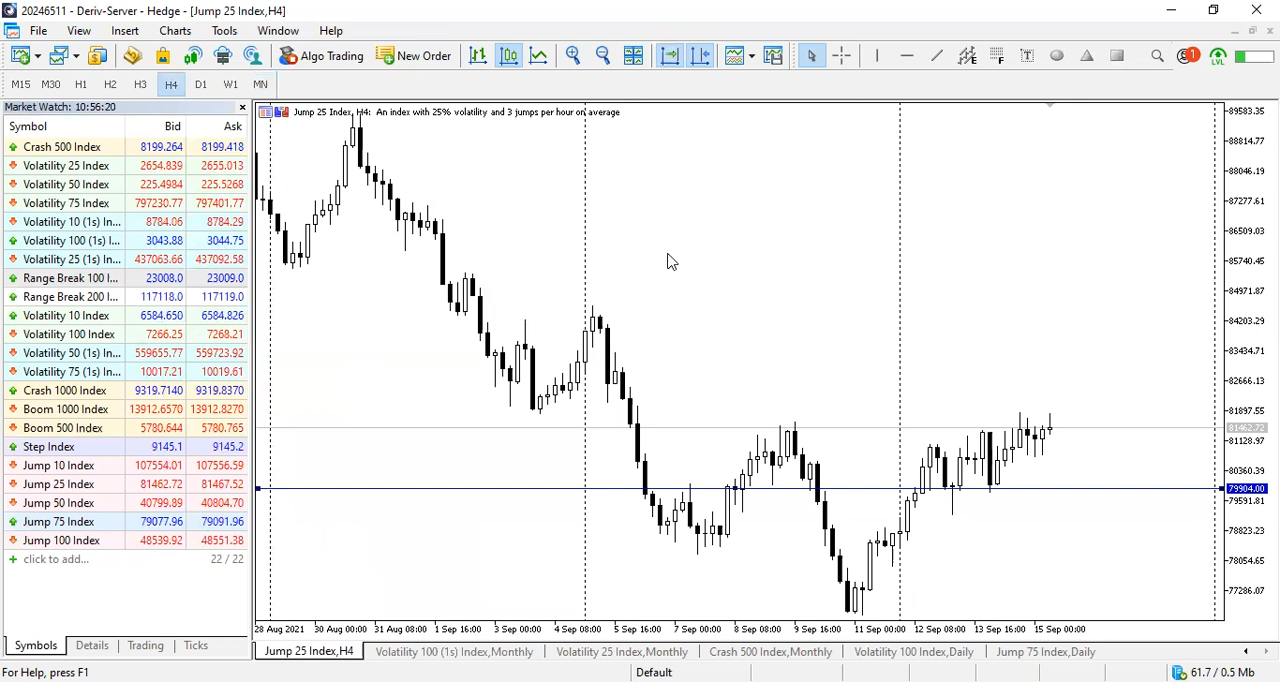 20246511 - Deriv-Server - Hedge - [Jump 25 Index,H4]
File View Insert Charts Tools Window Help
Algo Trading New Order 1 LVL
M15 M30 H1 H2 H3 H4 D1 W1 MN
Market Watch: 10:56:20
Symbol Bid Ask
Crash 500 Index 8199.264 8199.418
Volatility 25 Index 2654.839 2655.013
Volatility 50 Index 225.4984 225.5268
Volatility 75 Index 797230.77 797401.77
Volatility 10 (1s) In... 8784.06 8784.29
Volatility 100 (1s) I... 3043.88 3044.75
Volatility 25 (1s) In... 437063.66 437092.58
Range Break 100 I... 23008.0 23009.0
Range Break 200 I... 117118.0 117119.0
Volatility 10 Index 6584.650 6584.826
Volatility 100 Index 7266.25 7268.21
Volatility 50 (1s) In... 559655.77 559723.92
Volatility 75 (1s) In... 10017.21 10019.61
Crash 1000 Index 9319.7140 9319.8370
Boom 1000 Index 13912.6570 13912.8270
Boom 500 Index 5780.644 5780.765
Step Index 9145.1 9145.2
Jump 10 Index 107554.01 107556.59
Jump 25 Index 81462.72 81467.52
Jump 50 Index 40799.89 40804.70
Jump 75 Index 79077.96 79091.96
Jump 100 Index 48539.92 48551.38
click to add... 22 / 22
Symbols Details Trading Ticks
Jump 25 Index, H4: An index with 25% volatility and 3 jumps per hour on average
89583.35
88814.77
88046.19
87277.61
86509.03
85740.45
84971.87
84203.29
83434.71
82666.13
81897.55
81462.72
81128.97
80360.39
79904.00
79591.81
78823.23
78054.65
77286.07
28 Aug 2021 30 Aug 00:00 31 Aug 08:00 1 Sep 16:00 3 Sep 00:00 4 Sep 08:00 5 Sep 16:00 7 Sep 00:00 8 Sep 08:00 9 Sep 16:00 11 Sep 00:00 12 Sep 08:00 13 Sep 16:00 15 Sep 00:00
Jump 25 Index,H4 Volatility 100 (1s) Index,Monthly Volatility 25 Index,Monthly Crash 500 Index,Monthly Volatility 100 Index,Daily Jump 75 Index,Daily
For Help, press F1 Default 61.7 / 0.5 Mb